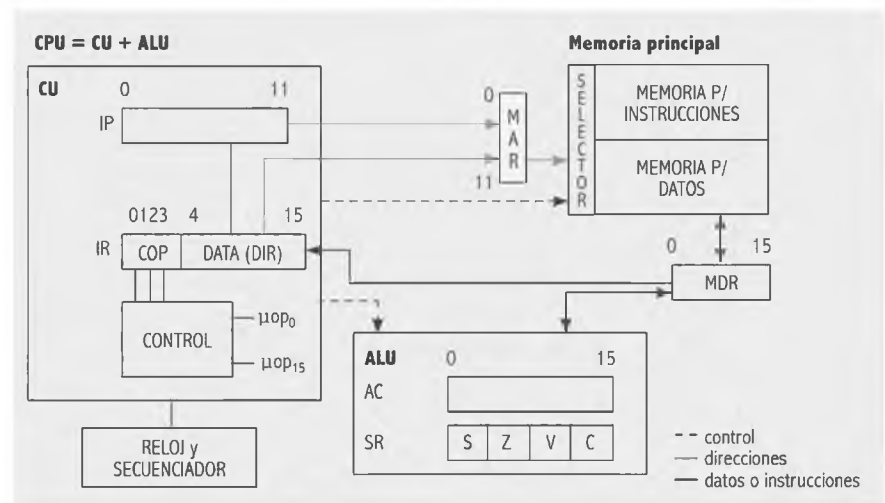 CPU = CU + ALU
Memoria principal
CU
0 11
IP
0
MAR
11
SELECTOR
MEMORIA P/
INSTRUCCIONES
MEMORIA P/
DATOS
0123 4 15
IR
COP
DATA (DIR)
0 15
MDR
CONTROL
μop0
μop15
ALU
0 15
AC
SR
S Z V C
RELOJ y
SECUENCIADOR
control
direcciones
datos o instrucciones